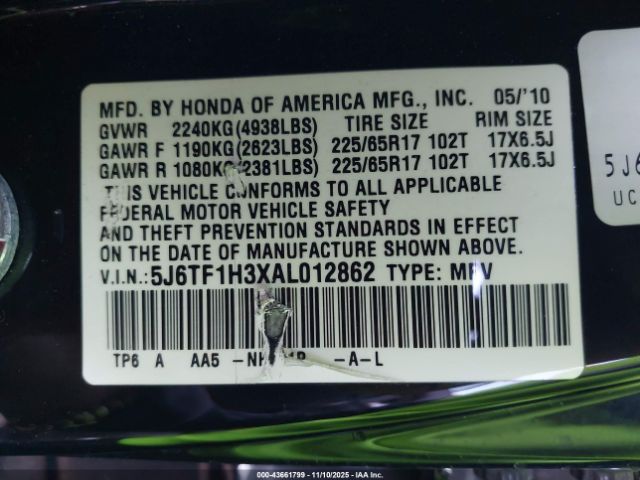 MFD. BY HONDA OF AMERICA MFG., INC. 05/'10
GVWR 2240KG(4938LBS) TIRE SIZE RIM SIZE
GAWR F 1190KG(2623LBS) 225/65R17 102T 17X6.5J
GAWR R 1080KG(2381LBS) 225/65R17 102T 17X6.5J
THIS VEHICLE CONFORMS TO ALL APPLICABLE
FEDERAL MOTOR VEHICLE SAFETY
AND THEFT PREVENTION STANDARDS IN EFFECT
ON THE DATE OF MANUFACTURE SHOWN ABOVE.
V.I.N.: 5J6TF1H3XAL012862 TYPE: MPV
TP6 A AA5 -A-L
5J6
UC
000-43661799 - 11/10/2025 - IAA Inc.